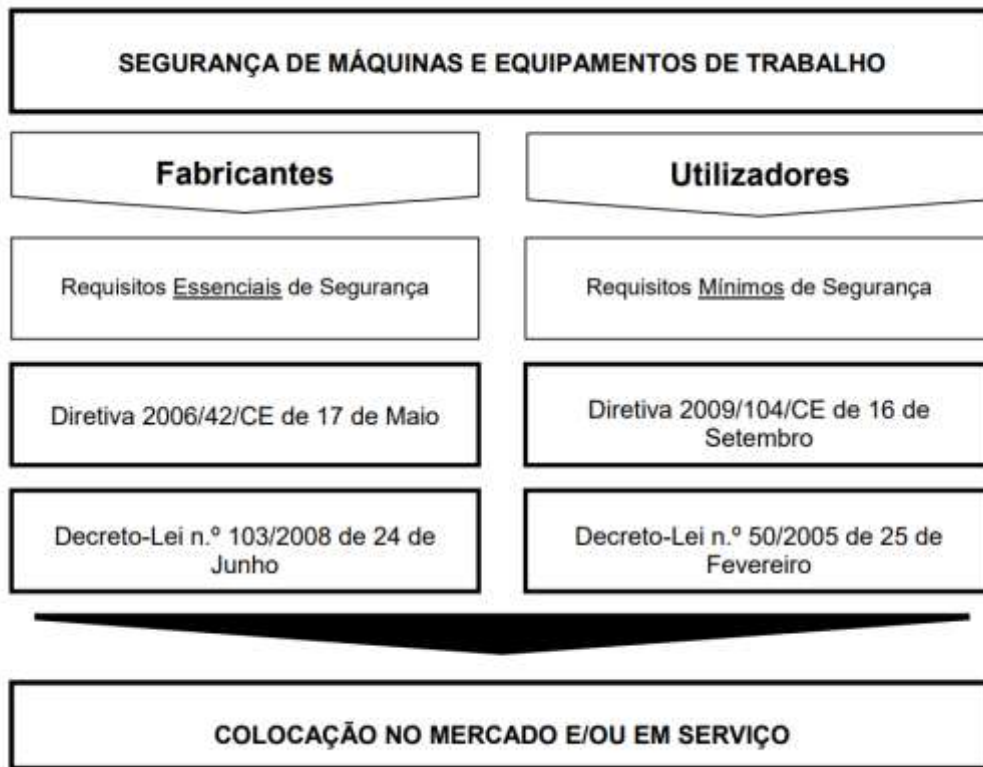 SEGURANÇA DE MÁQUINAS E EQUIPAMENTOS DE TRABALHO
Fabricantes
Utilizadores
Requisitos Essenciais de Segurança
Requisitos Mínimos de Segurança
Diretiva 2006/42/CE de 17 de Maio
Diretiva 2009/104/CE de 16 de
Setembro
Decreto-Lei n.º 103/2008 de 24 de
Junho
Decreto-Lei n.º 50/2005 de 25 de
Fevereiro
COLOCAÇÃO NO MERCADO E/OU EM SERVIÇO